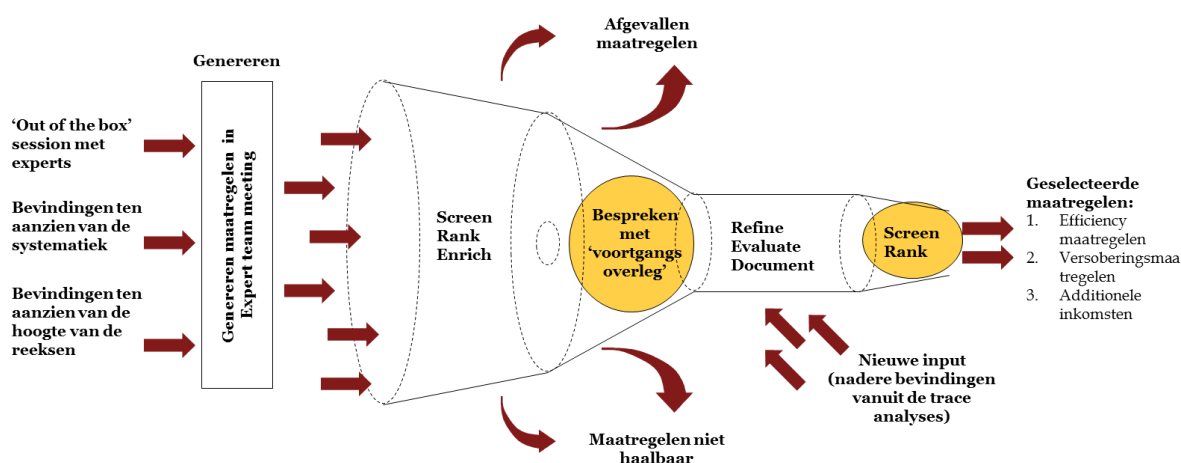 Genereren
'Out of the box'
session met
experts
Bevindingen ten
aanzien van de
systematiek
Bevindingen ten
aanzien van de
hoogte van de
reeksen
Genereren maatregelen in
Expert team meeting
Screen
Rank
Enrich
Afgevallen
maatregelen
Bespreken
met
'voortgangs
overleg'
Maatregelen niet
haalbaar
Refine
Evaluate
Document
Nieuwe input
(nadere bevindingen
vanuit de trace
analyses)
Screen
Rank
Geselecteerde
maatregelen:
1. Efficiency
maatregelen
2. Versoberingsmaa
tregelen
3. Additionele
inkomsten